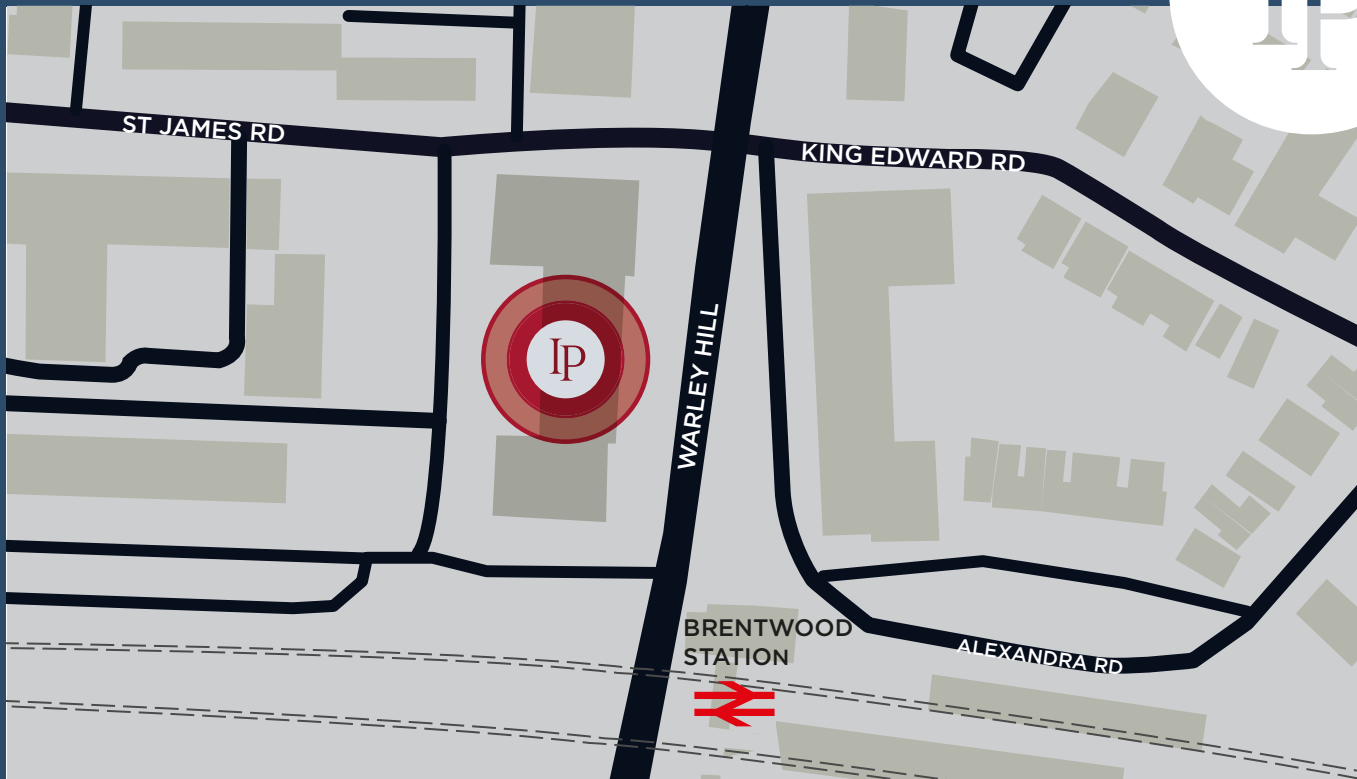 IP
ST JAMES RD
KING EDWARD RD
WARLEY HILL
IP
BRENTWOOD
STATION
ALEXANDRA RD